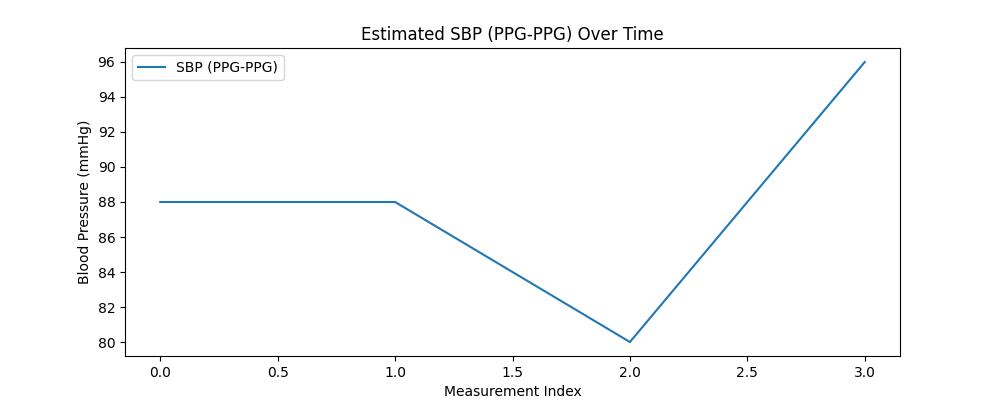 Estimated SBP (PPG-PPG) Over Time
SBP (PPG-PPG)
Blood Pressure (mmHg)
96
94
92
90
88
86
84
82
80
0.0 0.5 1.0 1.5 2.0 2.5 3.0
Measurement Index